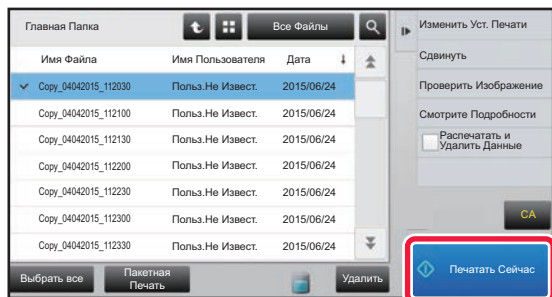 Главная Папка
Все Файлы
Имя Файла Имя Пользователя Дата
Copy_04042015_112030 Польз.Не Извест. 2015/06/24
Copy_04042015_112100 Польз.Не Извест. 2015/06/24
Copy_04042015_112130 Польз.Не Извест. 2015/06/24
Copy_04042015_112200 Польз.Не Извест. 2015/06/24
Copy_04042015_112230 Польз.Не Извест. 2015/06/24
Copy_04042015_112300 Польз.Не Извест. 2015/06/24
Copy_04042015_112330 Польз.Не Извест. 2015/06/24
Выбрать все
Пакетная
Печать
Удалить
Изменить Уст. Печати
Сдвинуть
Проверить Изображение
Смотрите Подробности
Распечатать и
Удалить Данные
CA
Печатать Сейчас